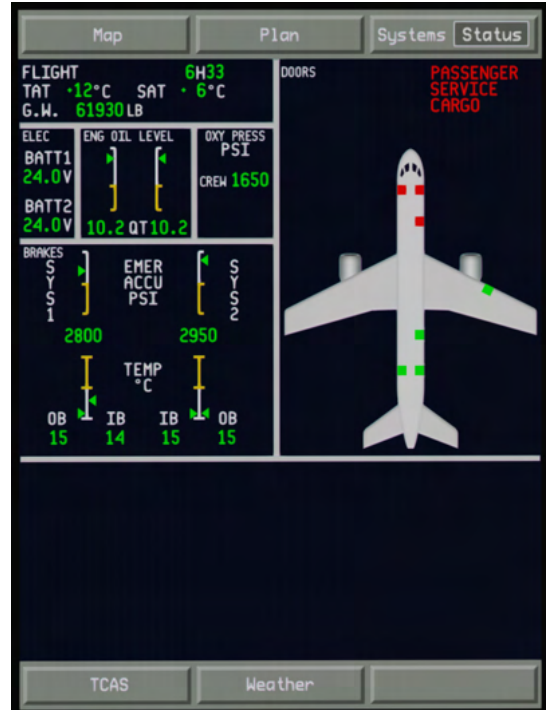 Map Plan Systems Status
FLIGHT 6H33
TAT +12°C SAT + 6°C
G.W. 61930 LB
DOORS
PASSENGER
SERVICE
CARGO
ELEC
BATT1
24.0V
BATT2
24.0V
ENG OIL LEVEL
10.2 QT 10.2
OXY PRESS
PSI
CREW 1650
BRAKES
SYS1
EMER
ACCU
PSI
SYS2
2800 2950
TEMP
°C
OB IB IB OB
15 14 15 15
TCAS Weather